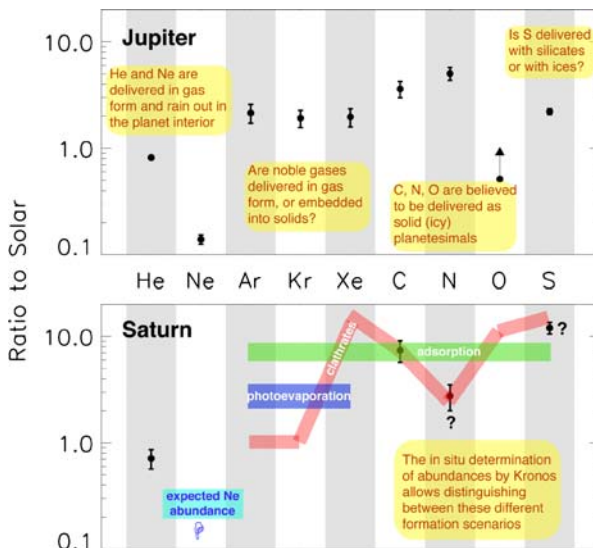 Jupiter
10.0
1.0
0.1
He and Ne are
delivered in gas
form and rain out in
the planet interior
Is S delivered
with silicates
or with ices?
Are noble gases
delivered in gas
form, or embedded
into solids?
C, N, O are believed
to be delivered as
solid (icy)
planetesimals
Ratio to Solar
He Ne Ar Kr Xe C N O S
Saturn
10.0
1.0
0.1
clathrates
adsorption
photoevaporation
?
?
expected Ne
abundance
The in situ determination
of abundances by Kronos
allows distinguishing
between these different
formation scenarios